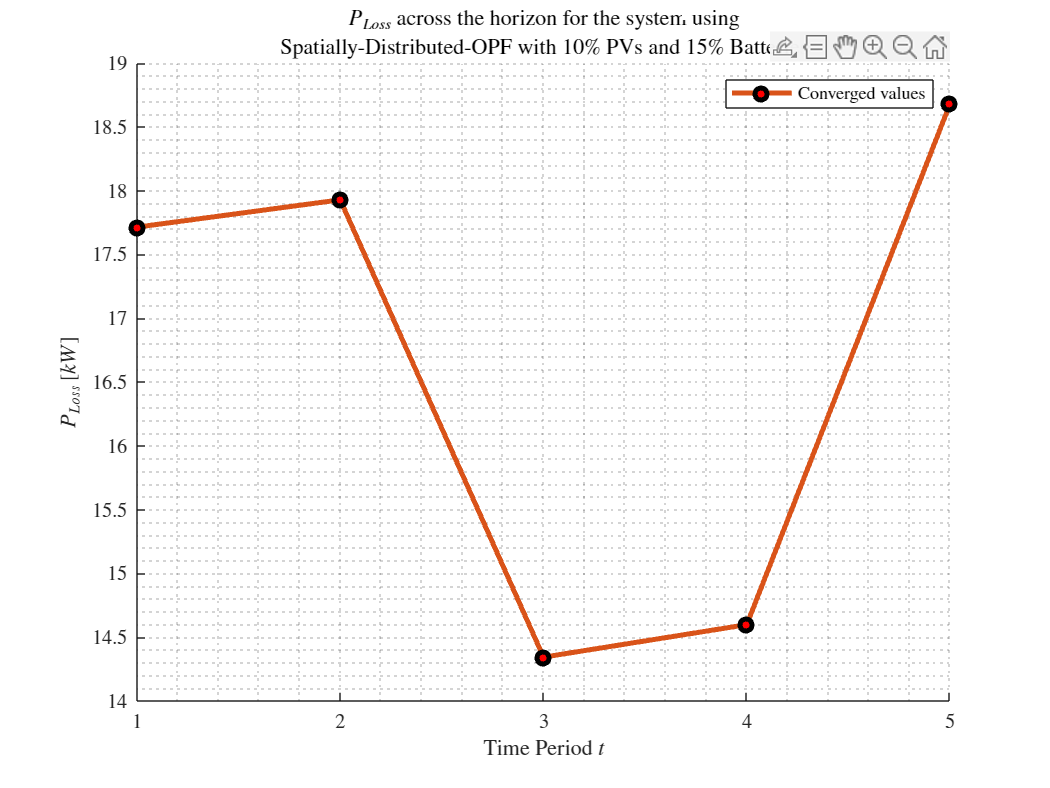 P_Loss across the horizon for the system using
Spatially-Distributed-OPF with 10% PVs and 15%
Converged values
19
18.5
18
17.5
17
16.5
16
15.5
15
14.5
14
P_Loss [kW]
1 2 3 4 5
Time Period t